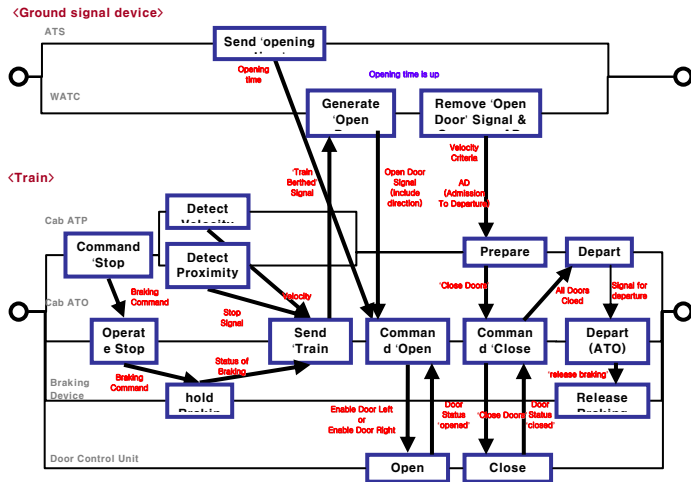 <Ground signal device>
ATS
Send ‘opening
Opening
time
Opening time is up
WATC
Generate
‘Open
Remove ‘Open
Door’ Signal &
Velocity
Criteria
AD
(Admission
To Departure)
‘Train
Berthed’
Signal
Open Door
Signal
(include
direction)
<Train>
Cab ATP
Detect
Velocity
Command
‘Stop
Detect
Proximity
Prepare
Depart
Cab ATO
Braking
Command
Velocity
Stop
Signal
‘Close Doors’
All Doors
Clsed
Signal for
departure
Operat
e Stop
Send
‘Train
Comman
d ‘Open
Comman
d ‘Close
Depart
(ATO)
Braking
Command
Status of
Braking
‘release braking’
Braking
Device
hold
Release
Braking
Enable Door Left
or
Enable Door Right
Door
Status
‘opened’
‘Close Doors’
Door
Status
‘closed’
Door Control Unit
Open
Close